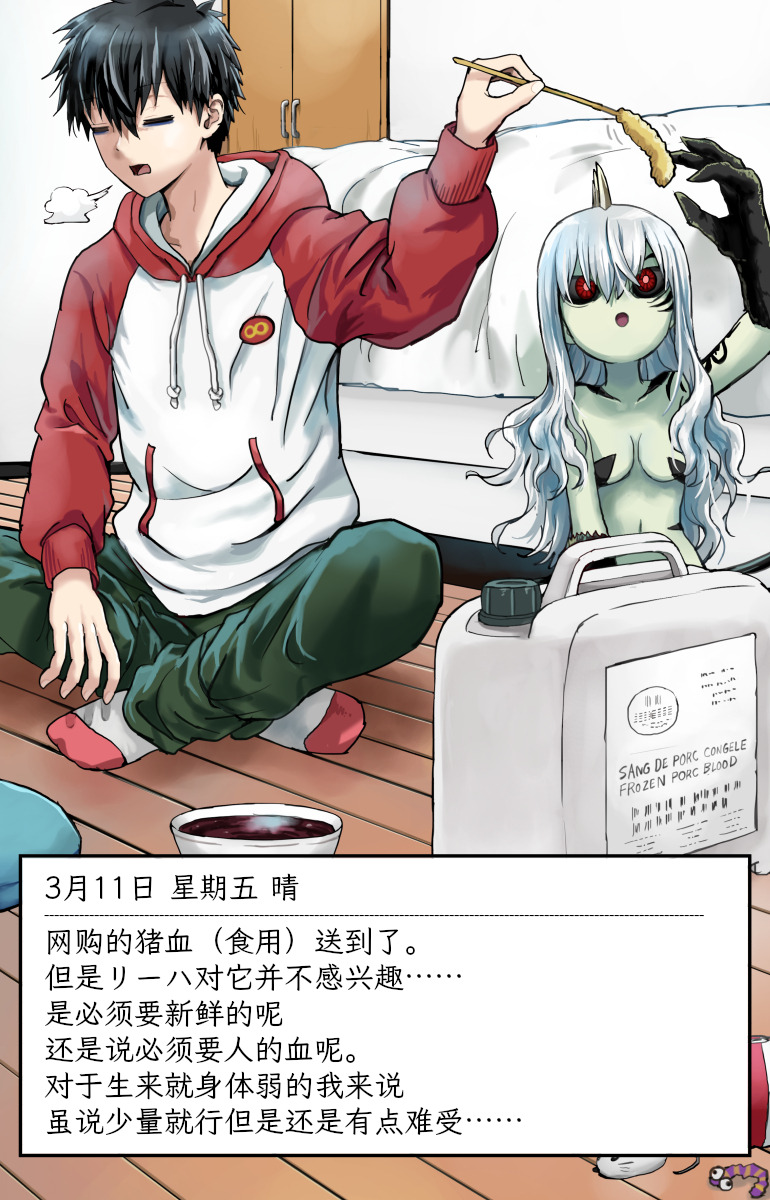 SANG DE PORC CONGELE
FROZEN PORC BLOOD
3月11日 星期五 晴
网购的猪血（食用）送到了。
但是リーハ对它并不感兴趣……
是必须要新鲜的呢
还是说必须要人的血呢。
对于生来就身体弱的我来说
虽说少量就行但是还是有点难受……